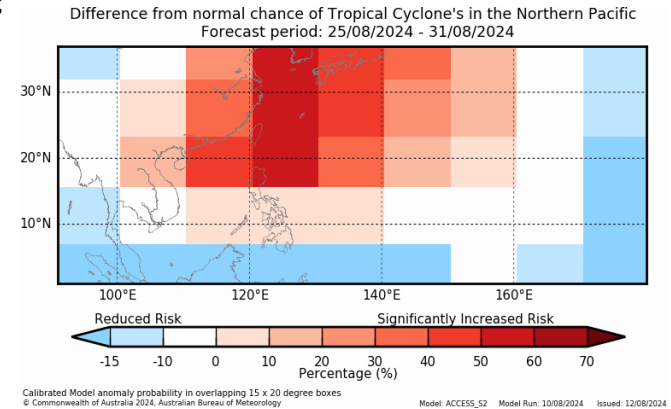 Difference from normal chance of Tropical Cyclone's in the Northern Pacific
Forecast period: 25/08/2024 - 31/08/2024
30°N
20°N
10°N
100°E 120°E 140°E 160°E
Reduced Risk Significantly Increased Risk
-15 -10 0 10 20 30 40 50 60 70
Percentage (%)
Calibrated Model anomaly probability in overlapping 15 x 20 degree boxes
© Commonwealth of Australia 2024, Australian Bureau of Meteorology Model: ACCESS_S2 Model Run: 10/08/2024 Issued: 12/08/2024